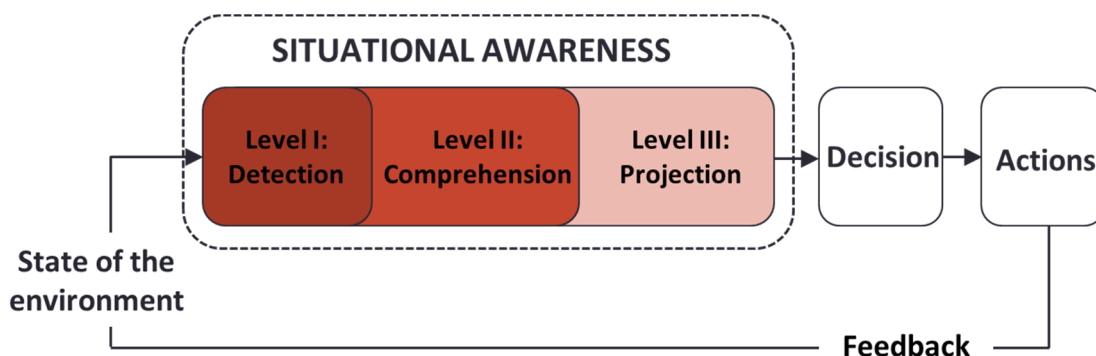 SITUATIONAL AWARENESS
Level I:
Detection
Level II:
Comprehension
Level III:
Projection
Decision
Actions
State of the
environment
Feedback